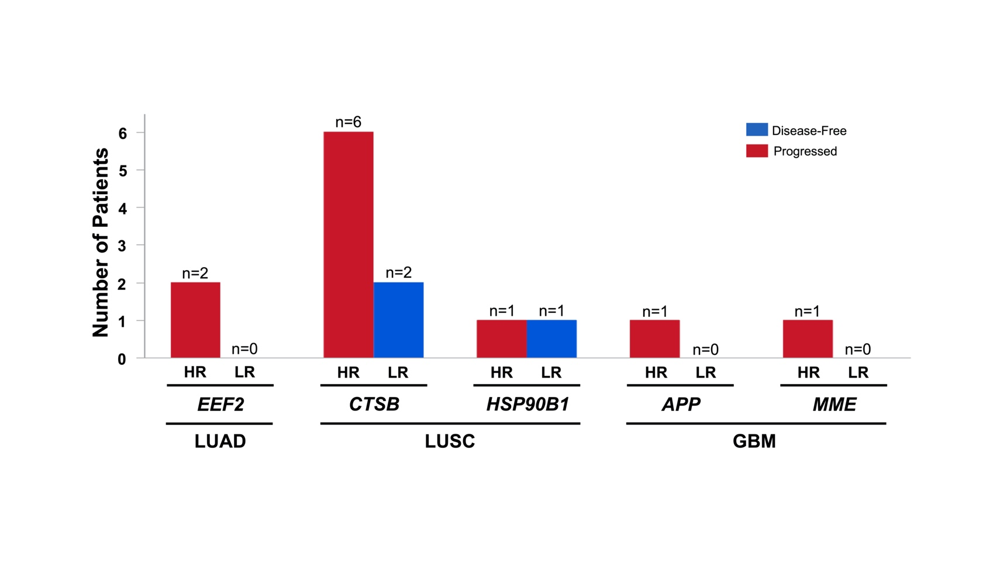 Number of Patients
6
5
4
3
2
1
0
n=6
n=2
n=2
n=0
n=1
n=1
n=1
n=0
n=1
n=0
Disease-Free
Progressed
HR LR HR LR HR LR HR LR HR LR
EEF2 CTSB HSP90B1 APP MME
LUAD LUSC GBM